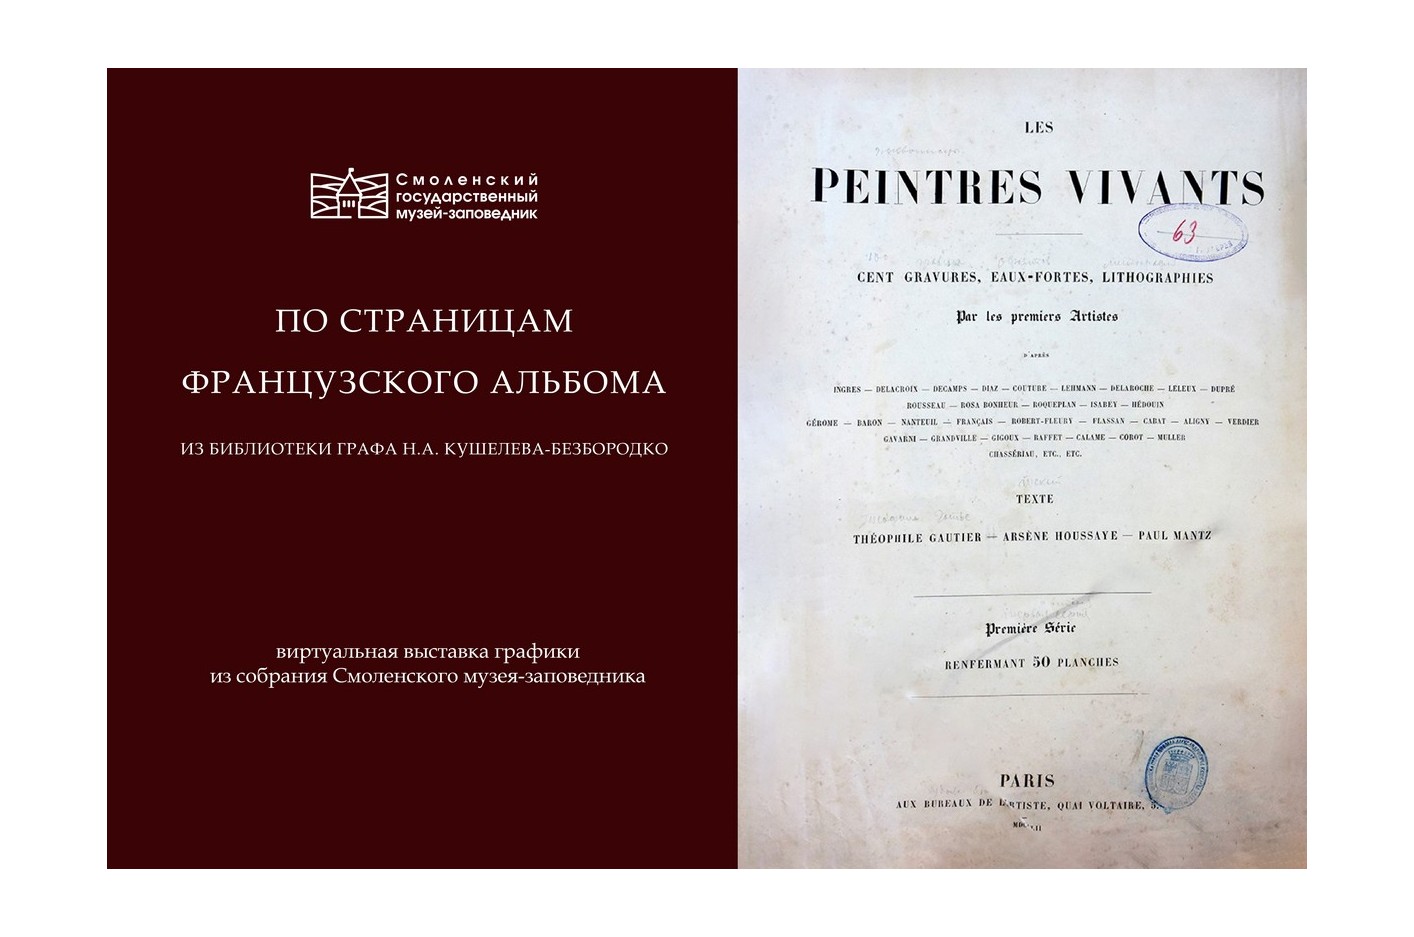 Смоленский
государственный
музей-заповедник
ПО СТРАНИЦАМ
ФРАНЦУЗСКОГО АЛЬБОМА
ИЗ БИБЛИОТЕКИ ГРАФА Н.А. КУШЕЛЕВА-БЕЗБОРОДКО
виртуальная выставка графики
из собрания Смоленского музея-заповедника
LES
PEINTRES VIVANTS
63
CENT GRAVURES, EAUX-FORTES, LITHOGRAPHIES
Par les premiers Artistes
D'APRÈS
INGRES — DELACROIX — DECAMPS — DIAZ — COUTURE — LEHMANN — DELAROCHE — LELEUX — DUPRÉ
ROUSSEAU — ROSA BONHEUR — ROQUEPLAN — ISABEY — HÉDOUIN
GÉROME — BARON — NANTEUIL — FRANÇAIS — ROBERT-FLEURY — FLASSAN — CABAT — ALIGNY — VERDIER
GAVARNI — GRANDVILLE — GIGOUX — RAFFET — CALAME — COROT — MULLER
CHASSÉRIAU, ETC., ETC.
TEXTE
THÉOPHILE GAUTIER — ARSÈNE HOUSSAYE — PAUL MANTZ
Première Série
RENFERMANT 50 PLANCHES
PARIS
AUX BUREAUX DE L'ARTISTE, QUAI VOLTAIRE, 5.